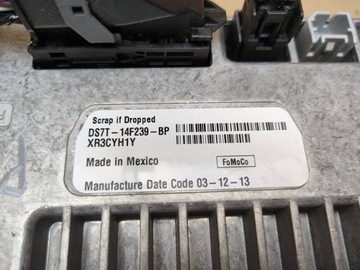 Scrap if Dropped
DS7T-14F239-BP
XR3CYH1Y
Made in Mexico
FoMoCo
Manufacture Date Code 03-12-13